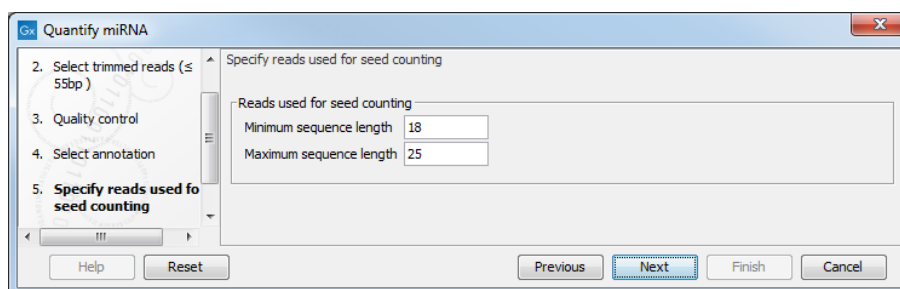 Gx Quantify miRNA
2. Select trimmed reads (≤
55bp )
3. Quality control
4. Select annotation
5. Specify reads used fo
seed counting
Specify reads used for seed counting
Reads used for seed counting
Minimum sequence length 18
Maximum sequence length 25
Help Reset Previous Next Finish Cancel